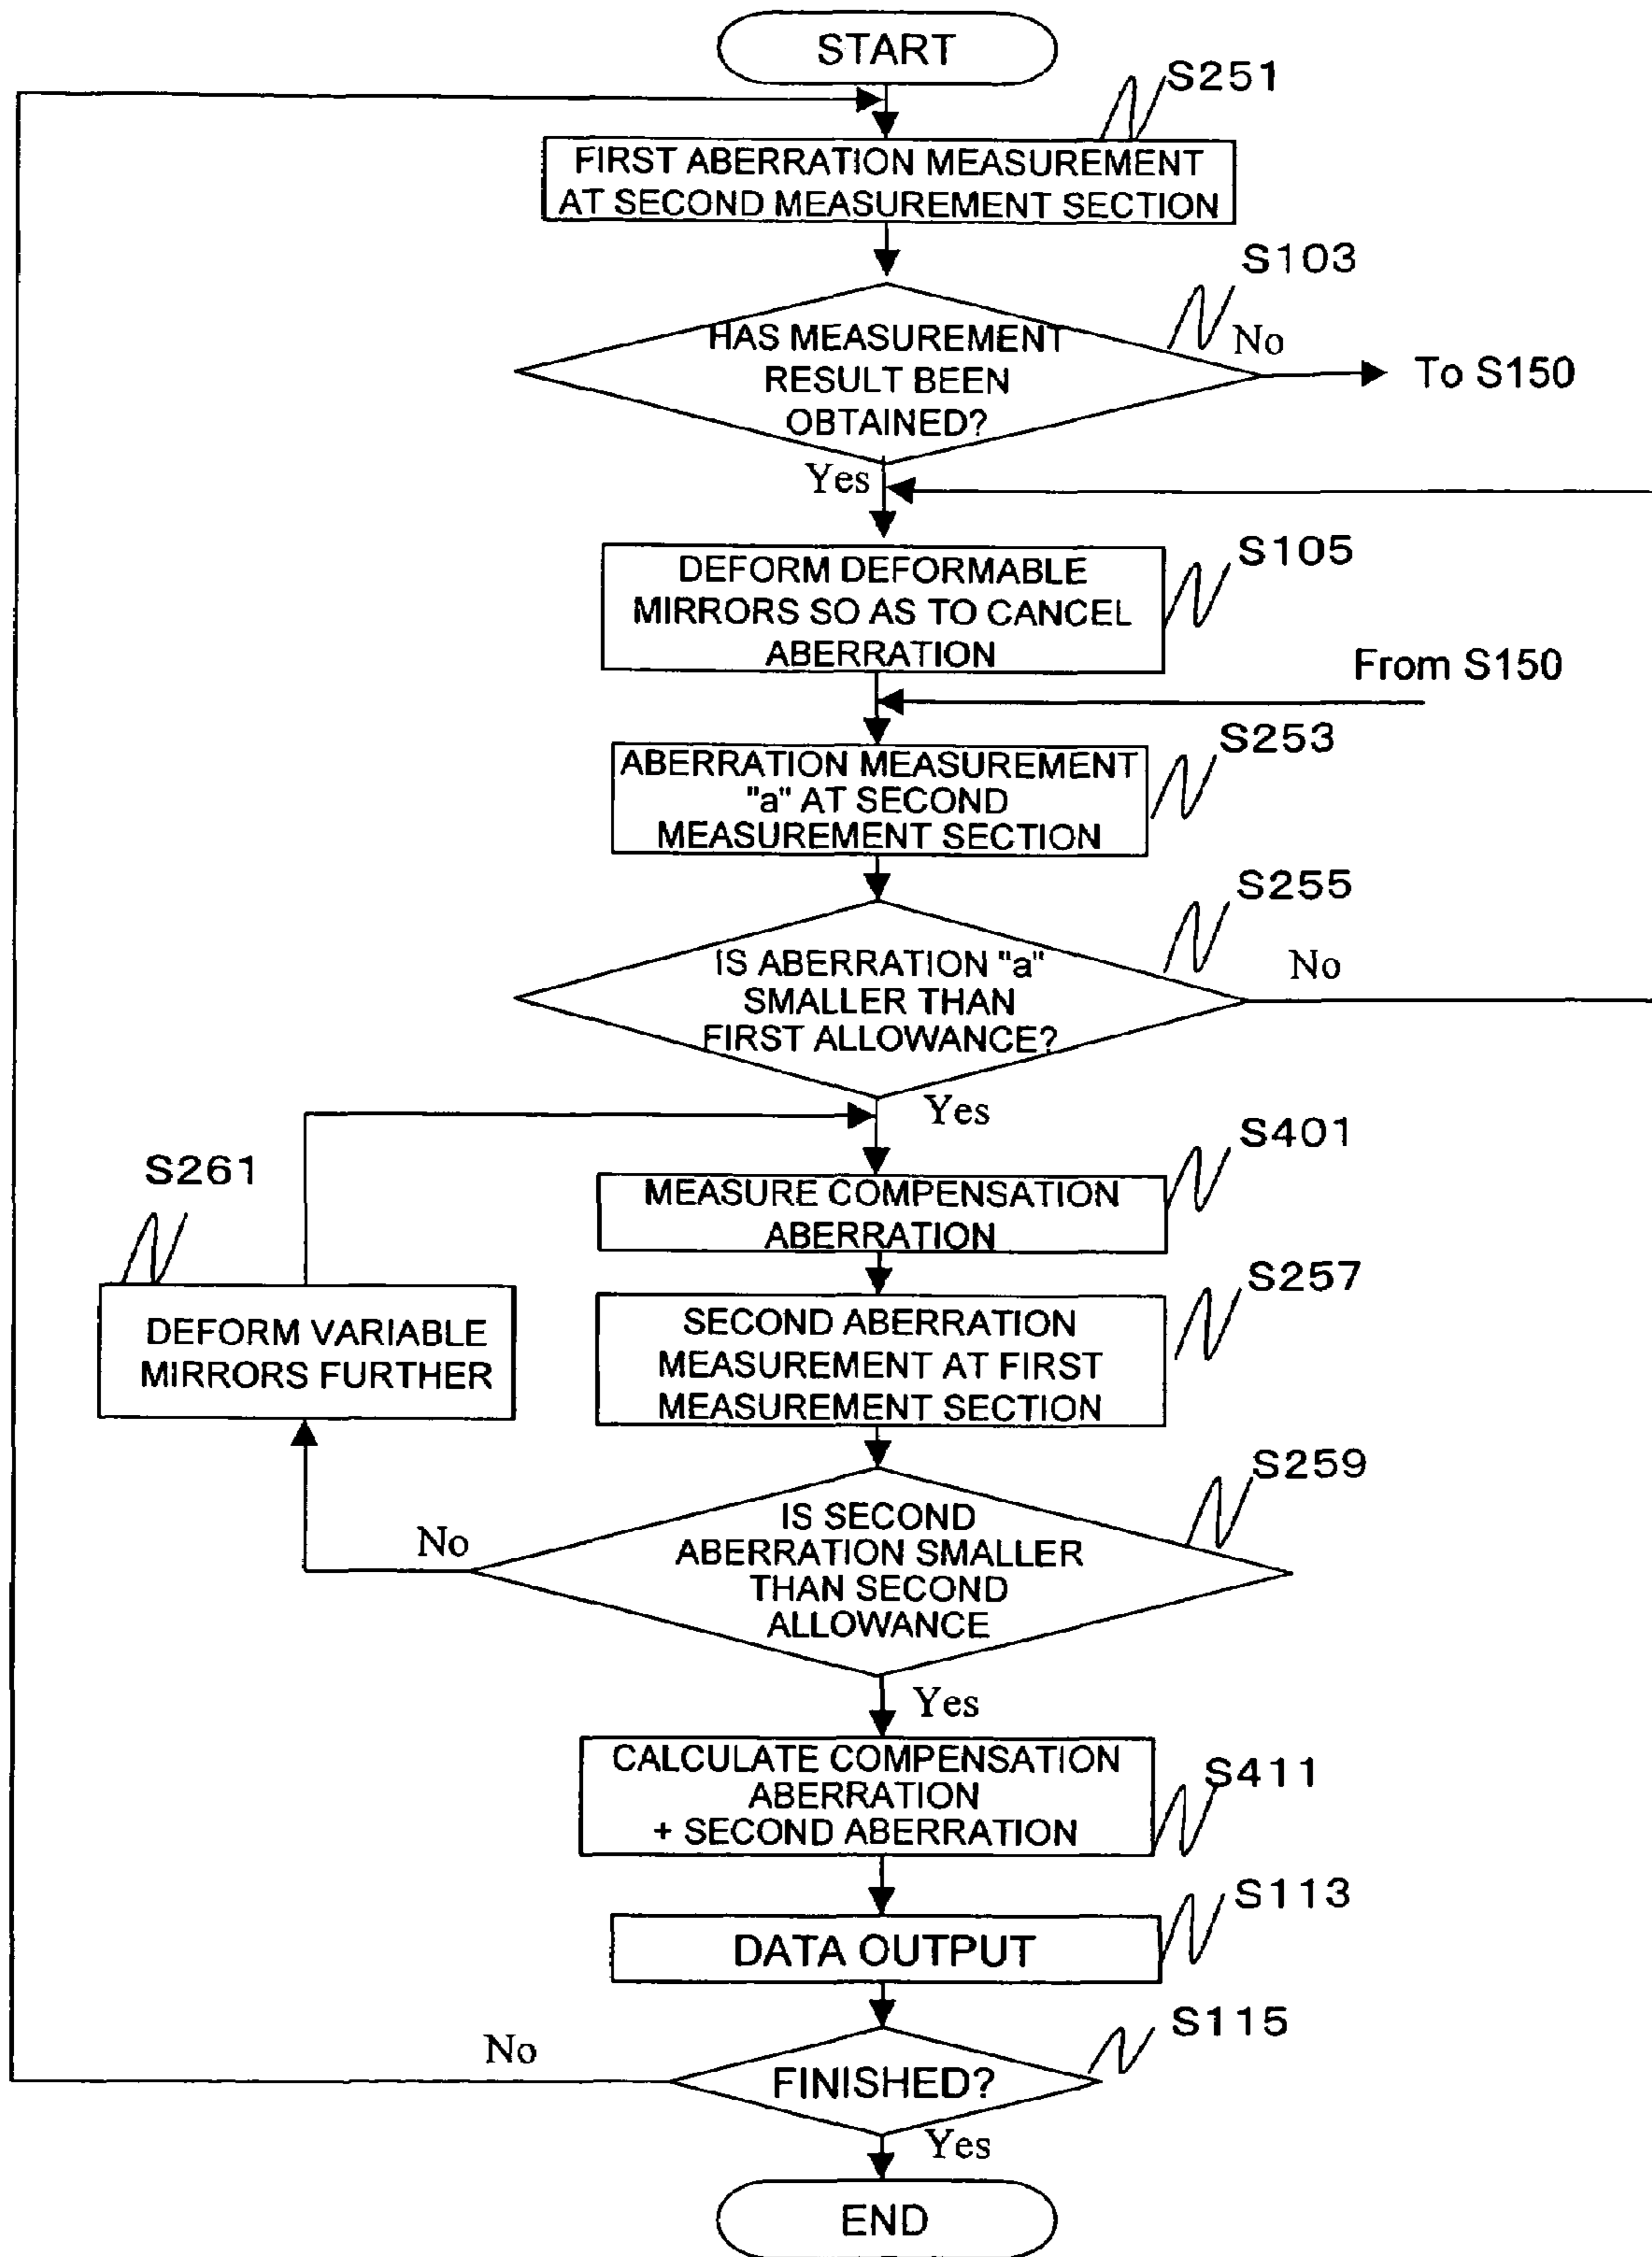 START
S251
FIRST ABERRATION MEASUREMENT
AT SECOND MEASUREMENT SECTION
S103
HAS MEASUREMENT
RESULT BEEN
OBTAINED?
No
To S150
Yes
S105
DEFORM DEFORMABLE
MIRRORS SO AS TO CANCEL
ABERRATION
From S150
S253
ABERRATION MEASUREMENT
"a" AT SECOND
MEASUREMENT SECTION
S255
IS ABERRATION "a"
SMALLER THAN
FIRST ALLOWANCE?
No
Yes
S401
MEASURE COMPENSATION
ABERRATION
S261
DEFORM VARIABLE
MIRRORS FURTHER
S257
SECOND ABERRATION
MEASUREMENT AT FIRST
MEASUREMENT SECTION
S259
IS SECOND
ABERRATION SMALLER
THAN SECOND
ALLOWANCE
No
Yes
CALCULATE COMPENSATION
ABERRATION
+ SECOND ABERRATION
S411
S113
DATA OUTPUT
S115
No
FINISHED?
Yes
END